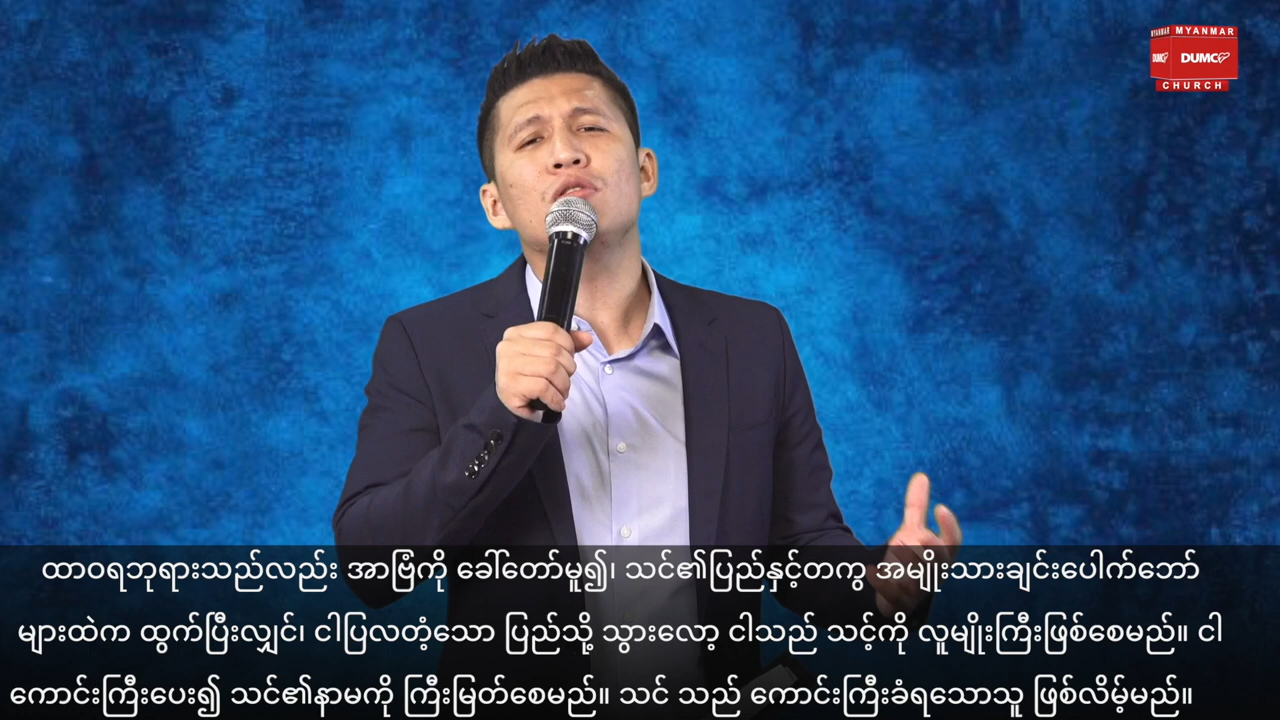 MYANMAR
MYANMAR
DUMC
DUMC
CHURCH
ထာဝရဘုရားသည်လည်း အာဗြံကို ခေါ်တော်မူ၍၊ သင်၏ပြည်နှင့်တကွ အမျိုးသားချင်းပေါက်ဘော်
များထဲက ထွက်ပြီးလျှင်၊ ငါပြလတံ့သော ပြည်သို့ သွားလော့ ငါသည် သင့်ကို လူမျိုးကြီးဖြစ်စေမည်။ ငါ
ကောင်းကြီးပေး၍ သင်၏နာမကို ကြီးမြတ်စေမည်။ သင် သည် ကောင်းကြီးခံရသောသူ ဖြစ်လိမ့်မည်။